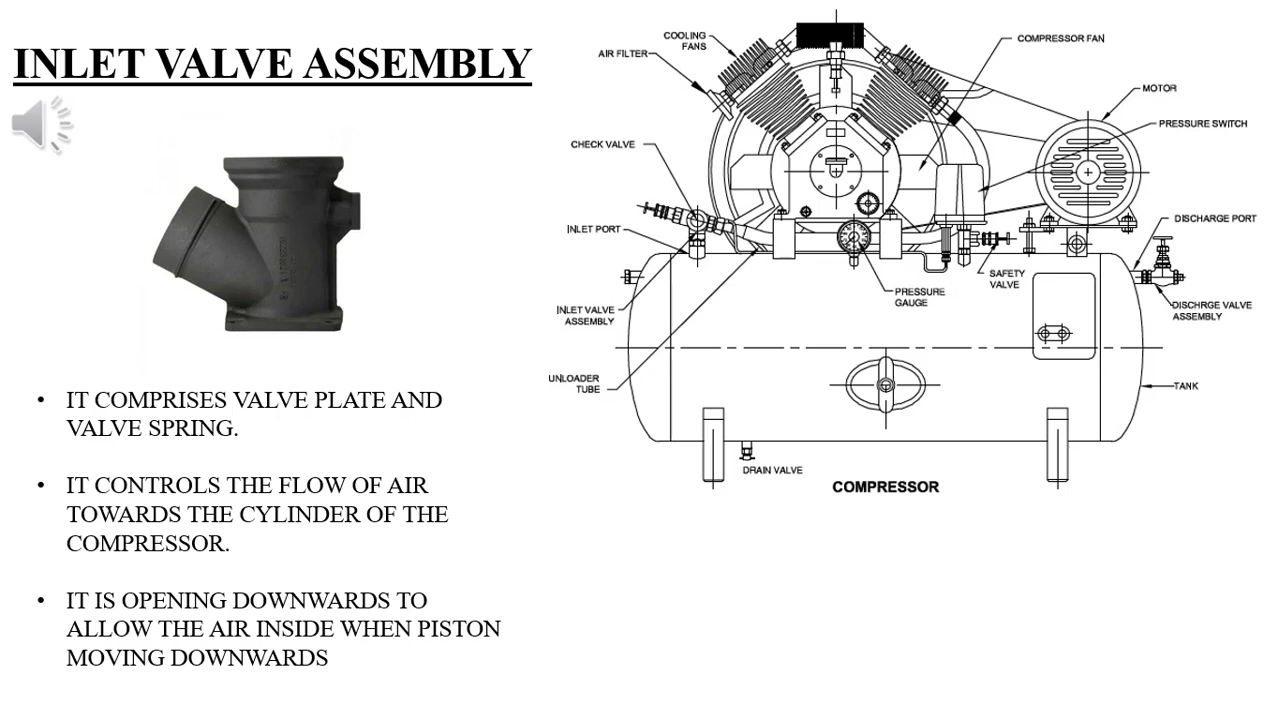 INLET VALVE ASSEMBLY
• IT COMPRISES VALVE PLATE AND
VALVE SPRING.
• IT CONTROLS THE FLOW OF AIR
TOWARDS THE CYLINDER OF THE
COMPRESSOR.
• IT IS OPENING DOWNWARDS TO
ALLOW THE AIR INSIDE WHEN PISTON
MOVING DOWNWARDS
COOLING
FANS
AIR FILTER
CHECK VALVE
INLET PORT
INLET VALVE
ASSEMBLY
UNLOADER
TUBE
DRAIN VALVE
PRESSURE
GAUGE
SAFETY
VALVE
COMPRESSOR FAN
MOTOR
PRESSURE SWITCH
DISCHARGE PORT
DISCHRGE VALVE
ASSEMBLY
TANK
COMPRESSOR